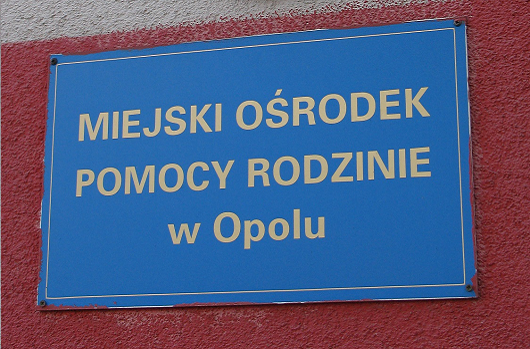 MIEJSKI OŚRODEK
POMOCY RODZINIE
w Opolu